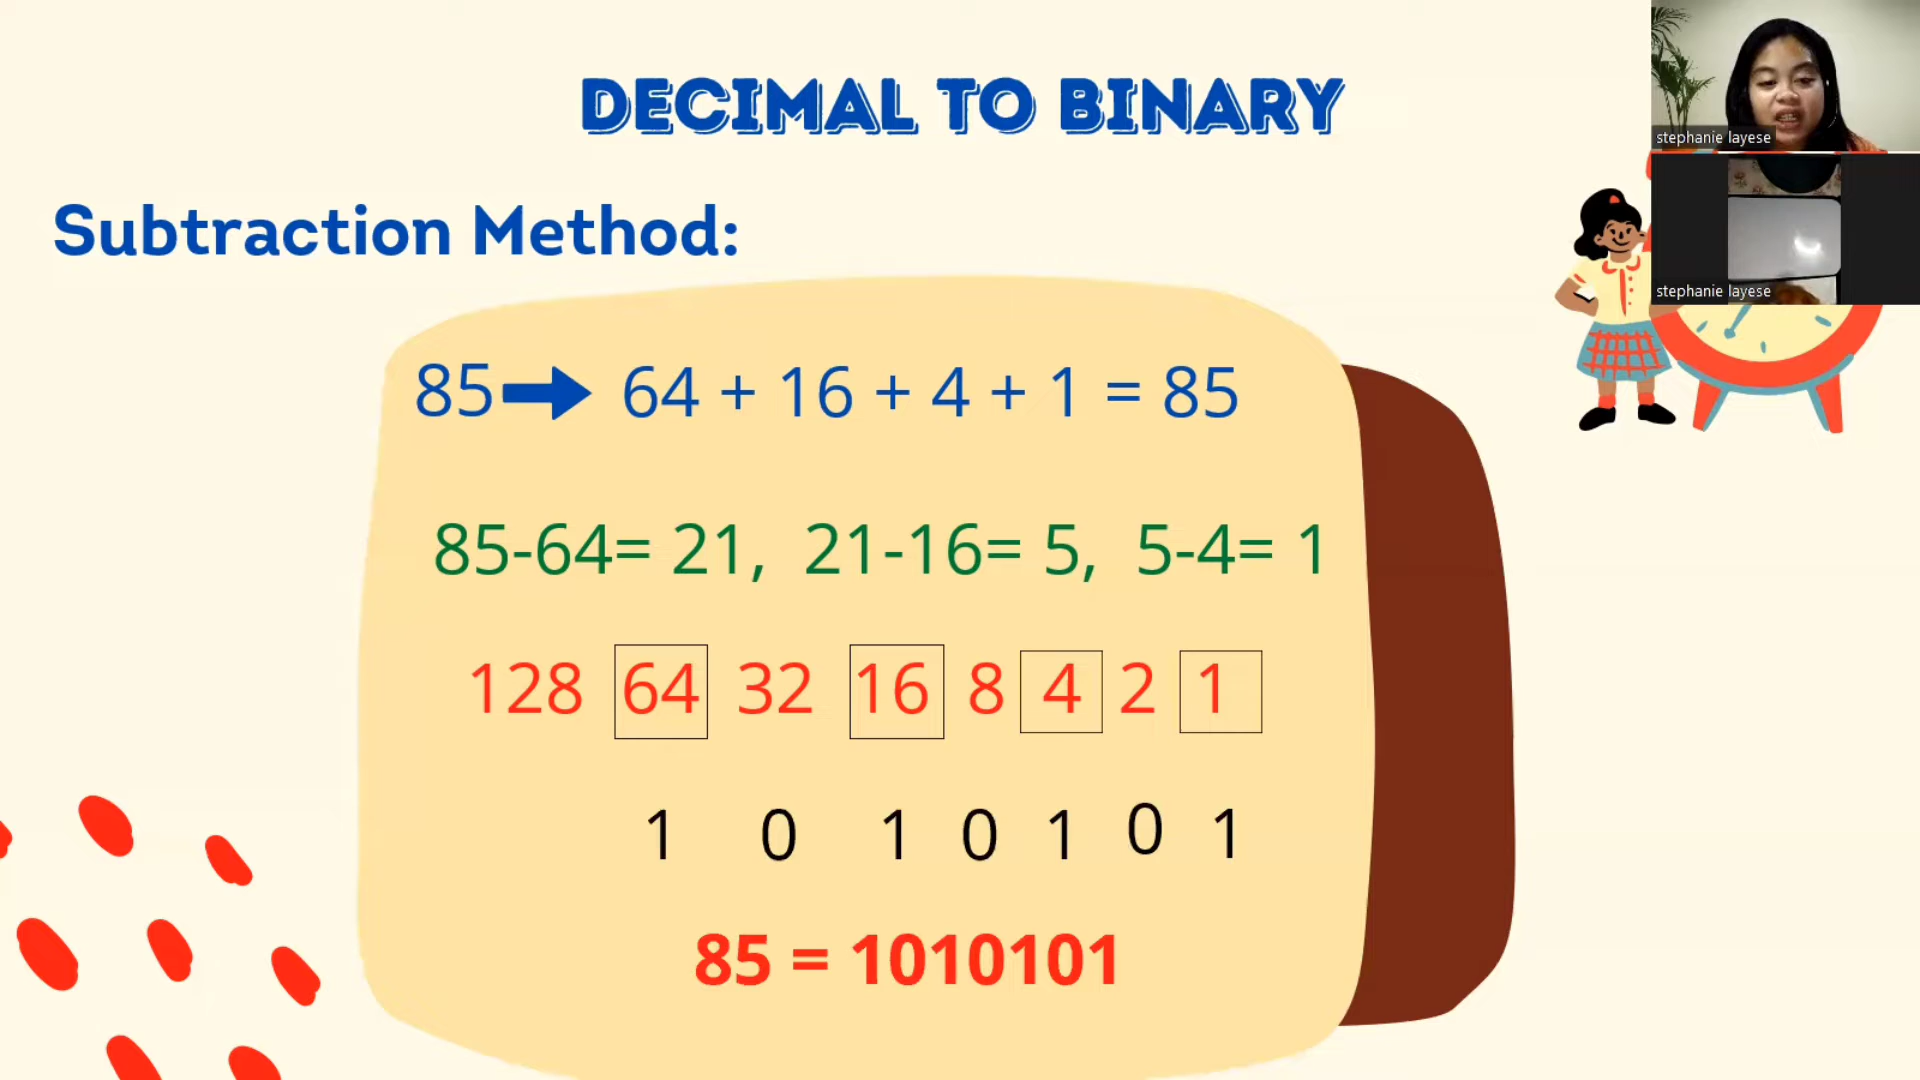 DECIMAL TO BINARY
stephanie layese
Subtraction Method:
stephanie layese
85 64 + 16 + 4 + 1 = 85
85-64= 21, 21-16= 5, 5-4= 1
128 64 32 16 8 4 2 1
1 0 1 0 1 0 1
85 = 1010101